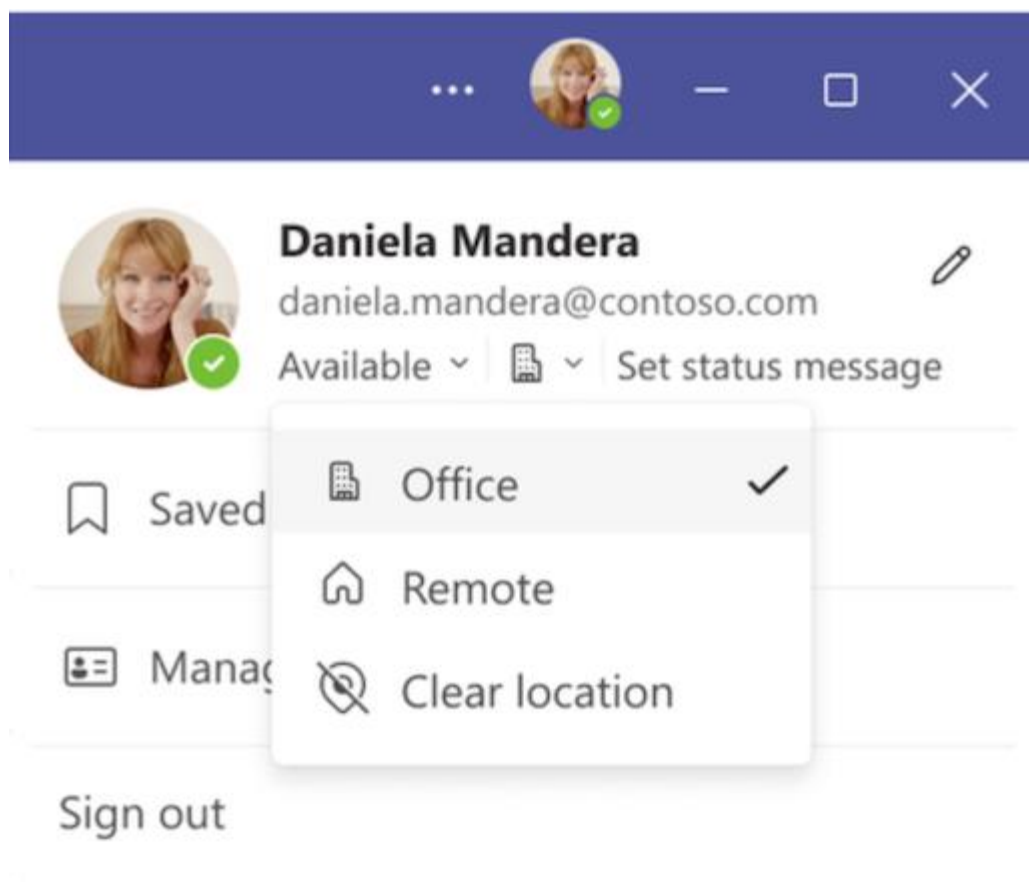 Daniela Mandera
daniela.mandera@contoso.com
Available Set status message
Office
Saved
Remote
Clear location
Sign out